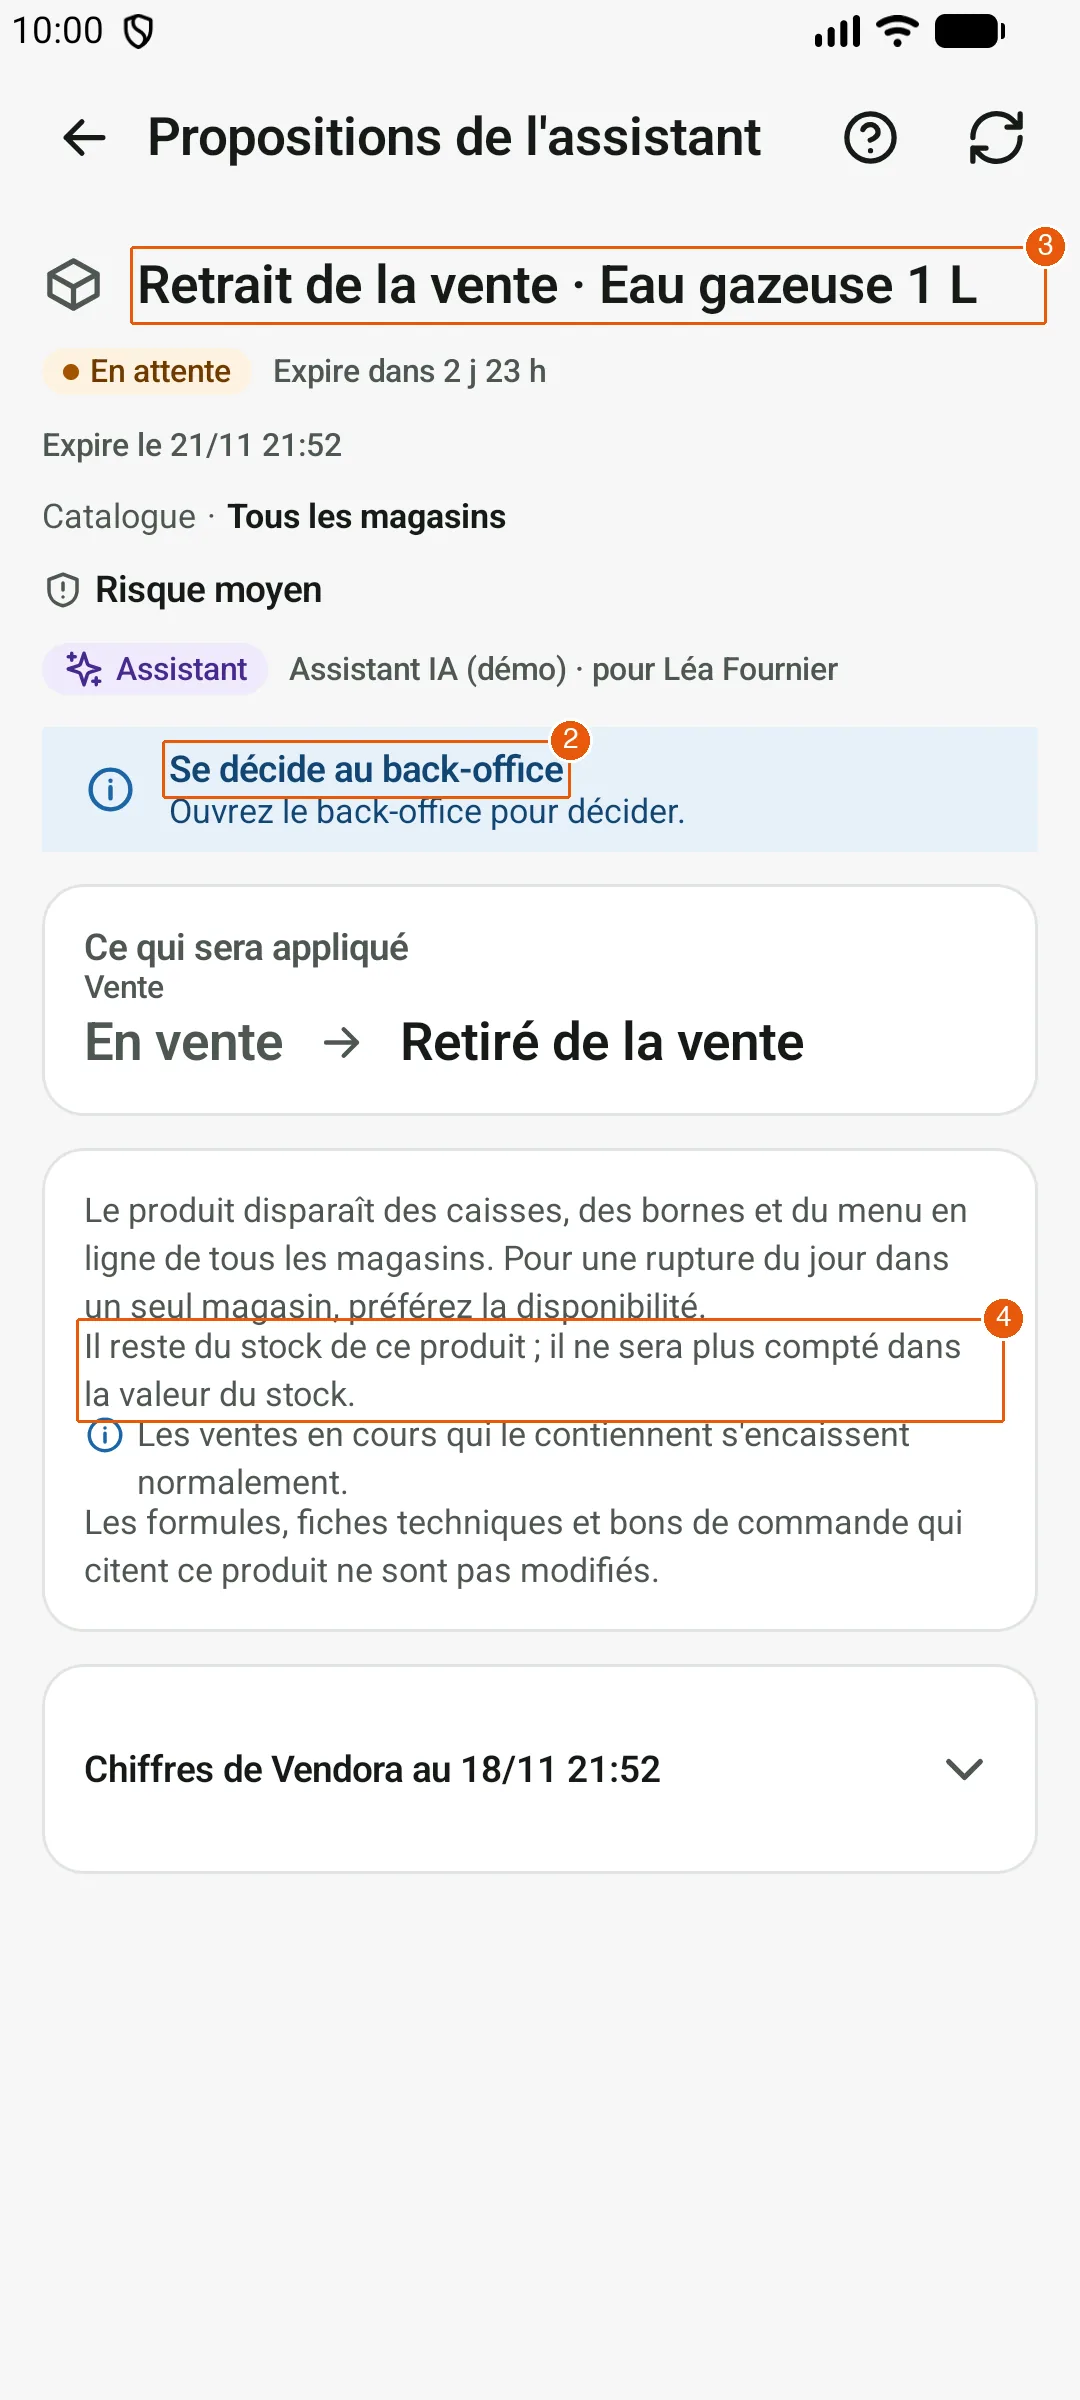 10:00
Propositions de l'assistant
3
Retrait de la vente · Eau gazeuse 1 L
En attente Expire dans 2 j 23 h
Expire le 21/11 21:52
Catalogue · Tous les magasins
Risque moyen
Assistant Assistant IA (démo) · pour Léa Fournier
2
Se décide au back-office
Ouvrez le back-office pour décider.
Ce qui sera appliqué
Vente
En vente → Retiré de la vente
Le produit disparaît des caisses, des bornes et du menu en
ligne de tous les magasins. Pour une rupture du jour dans
un seul magasin, préférez la disponibilité.
4
Il reste du stock de ce produit ; il ne sera plus compté dans
la valeur du stock.
Les ventes en cours qui le contiennent s'encaissent
normalement.
Les formules, fiches techniques et bons de commande qui
citent ce produit ne sont pas modifiés.
Chiffres de Vendora au 18/11 21:52